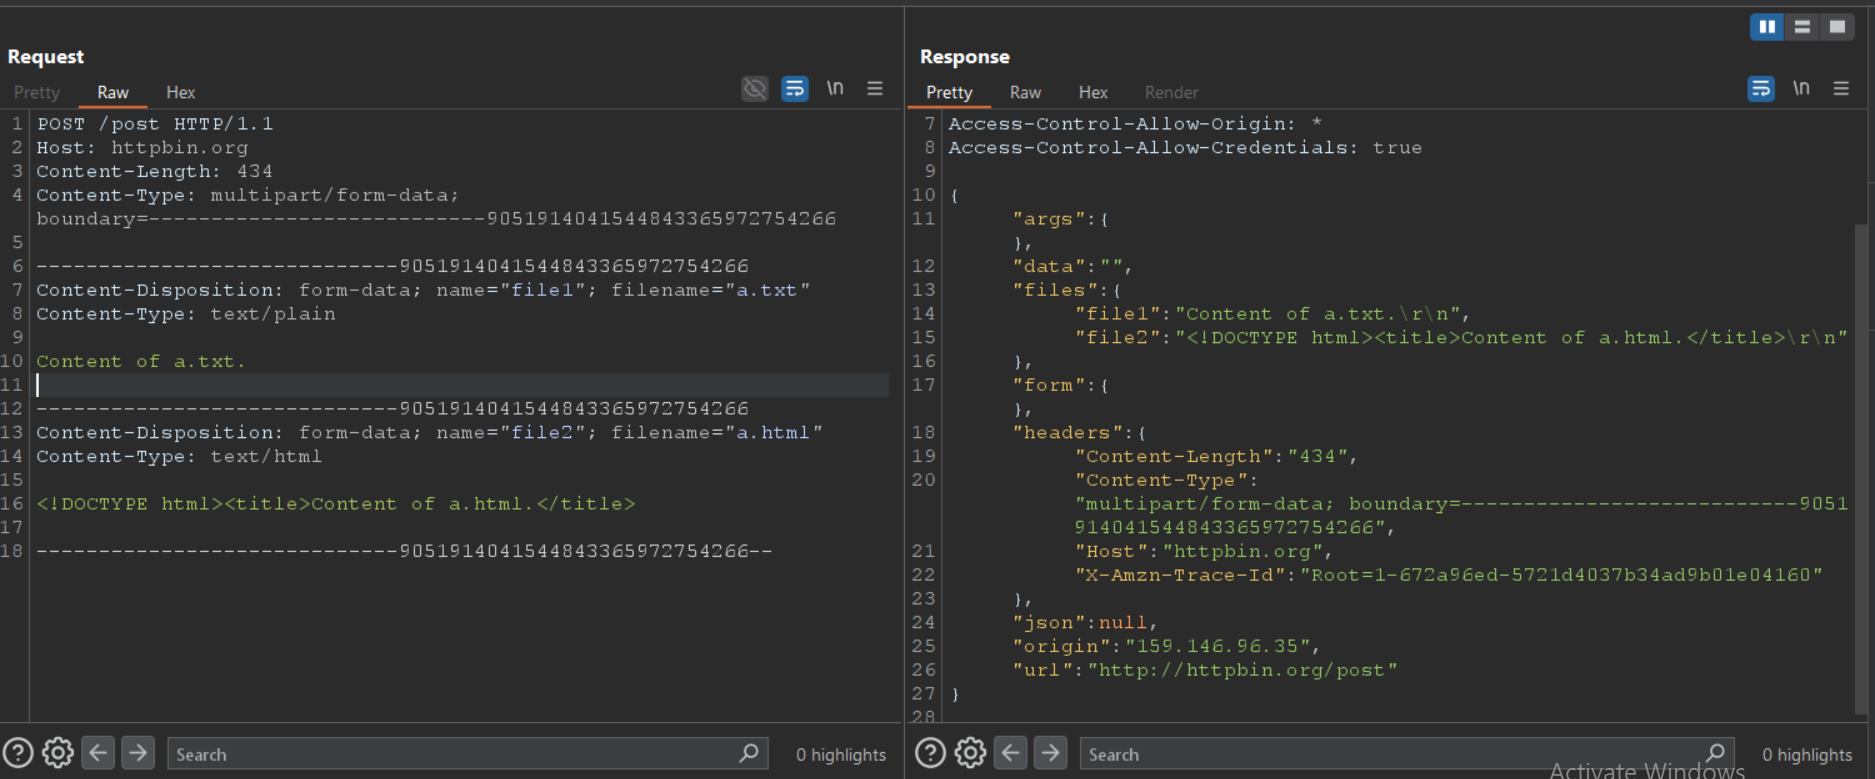 Request
Pretty Raw Hex \n
1 POST /post HTTP/1.1
2 Host: httpbin.org
3 Content-Length: 434
4 Content-Type: multipart/form-data;
boundary=---------------------------9051914041544843365972754266
5
6 -----------------------------9051914041544843365972754266
7 Content-Disposition: form-data; name="file1"; filename="a.txt"
8 Content-Type: text/plain
9
10 Content of a.txt.
11
12 -----------------------------9051914041544843365972754266
13 Content-Disposition: form-data; name="file2"; filename="a.html"
14 Content-Type: text/html
15
16 <!DOCTYPE html><title>Content of a.html.</title>
17
18 -----------------------------9051914041544843365972754266--
Search
0 highlights
Response
Pretty Raw Hex Render \n
7 Access-Control-Allow-Origin: *
8 Access-Control-Allow-Credentials: true
9
10 {
11 "args":{
},
12 "data":"",
13 "files":{
14 "file1":"Content of a.txt.\r\n",
15 "file2":"<!DOCTYPE html><title>Content of a.html.</title>\r\n"
16 },
17 "form":{
},
18 "headers":{
19 "Content-Length":"434",
20 "Content-Type":
"multipart/form-data; boundary=---------------------------9051
914041544843365972754266",
21 "Host":"httpbin.org",
22 "X-Amzn-Trace-Id":"Root=1-672a96ed-5721d4037b34ad9b01e04160"
23 },
24 "json":null,
25 "origin":"159.146.96.35",
26 "url":"http://httpbin.org/post"
27 }
28
Search
0 highlights
Activate Windows